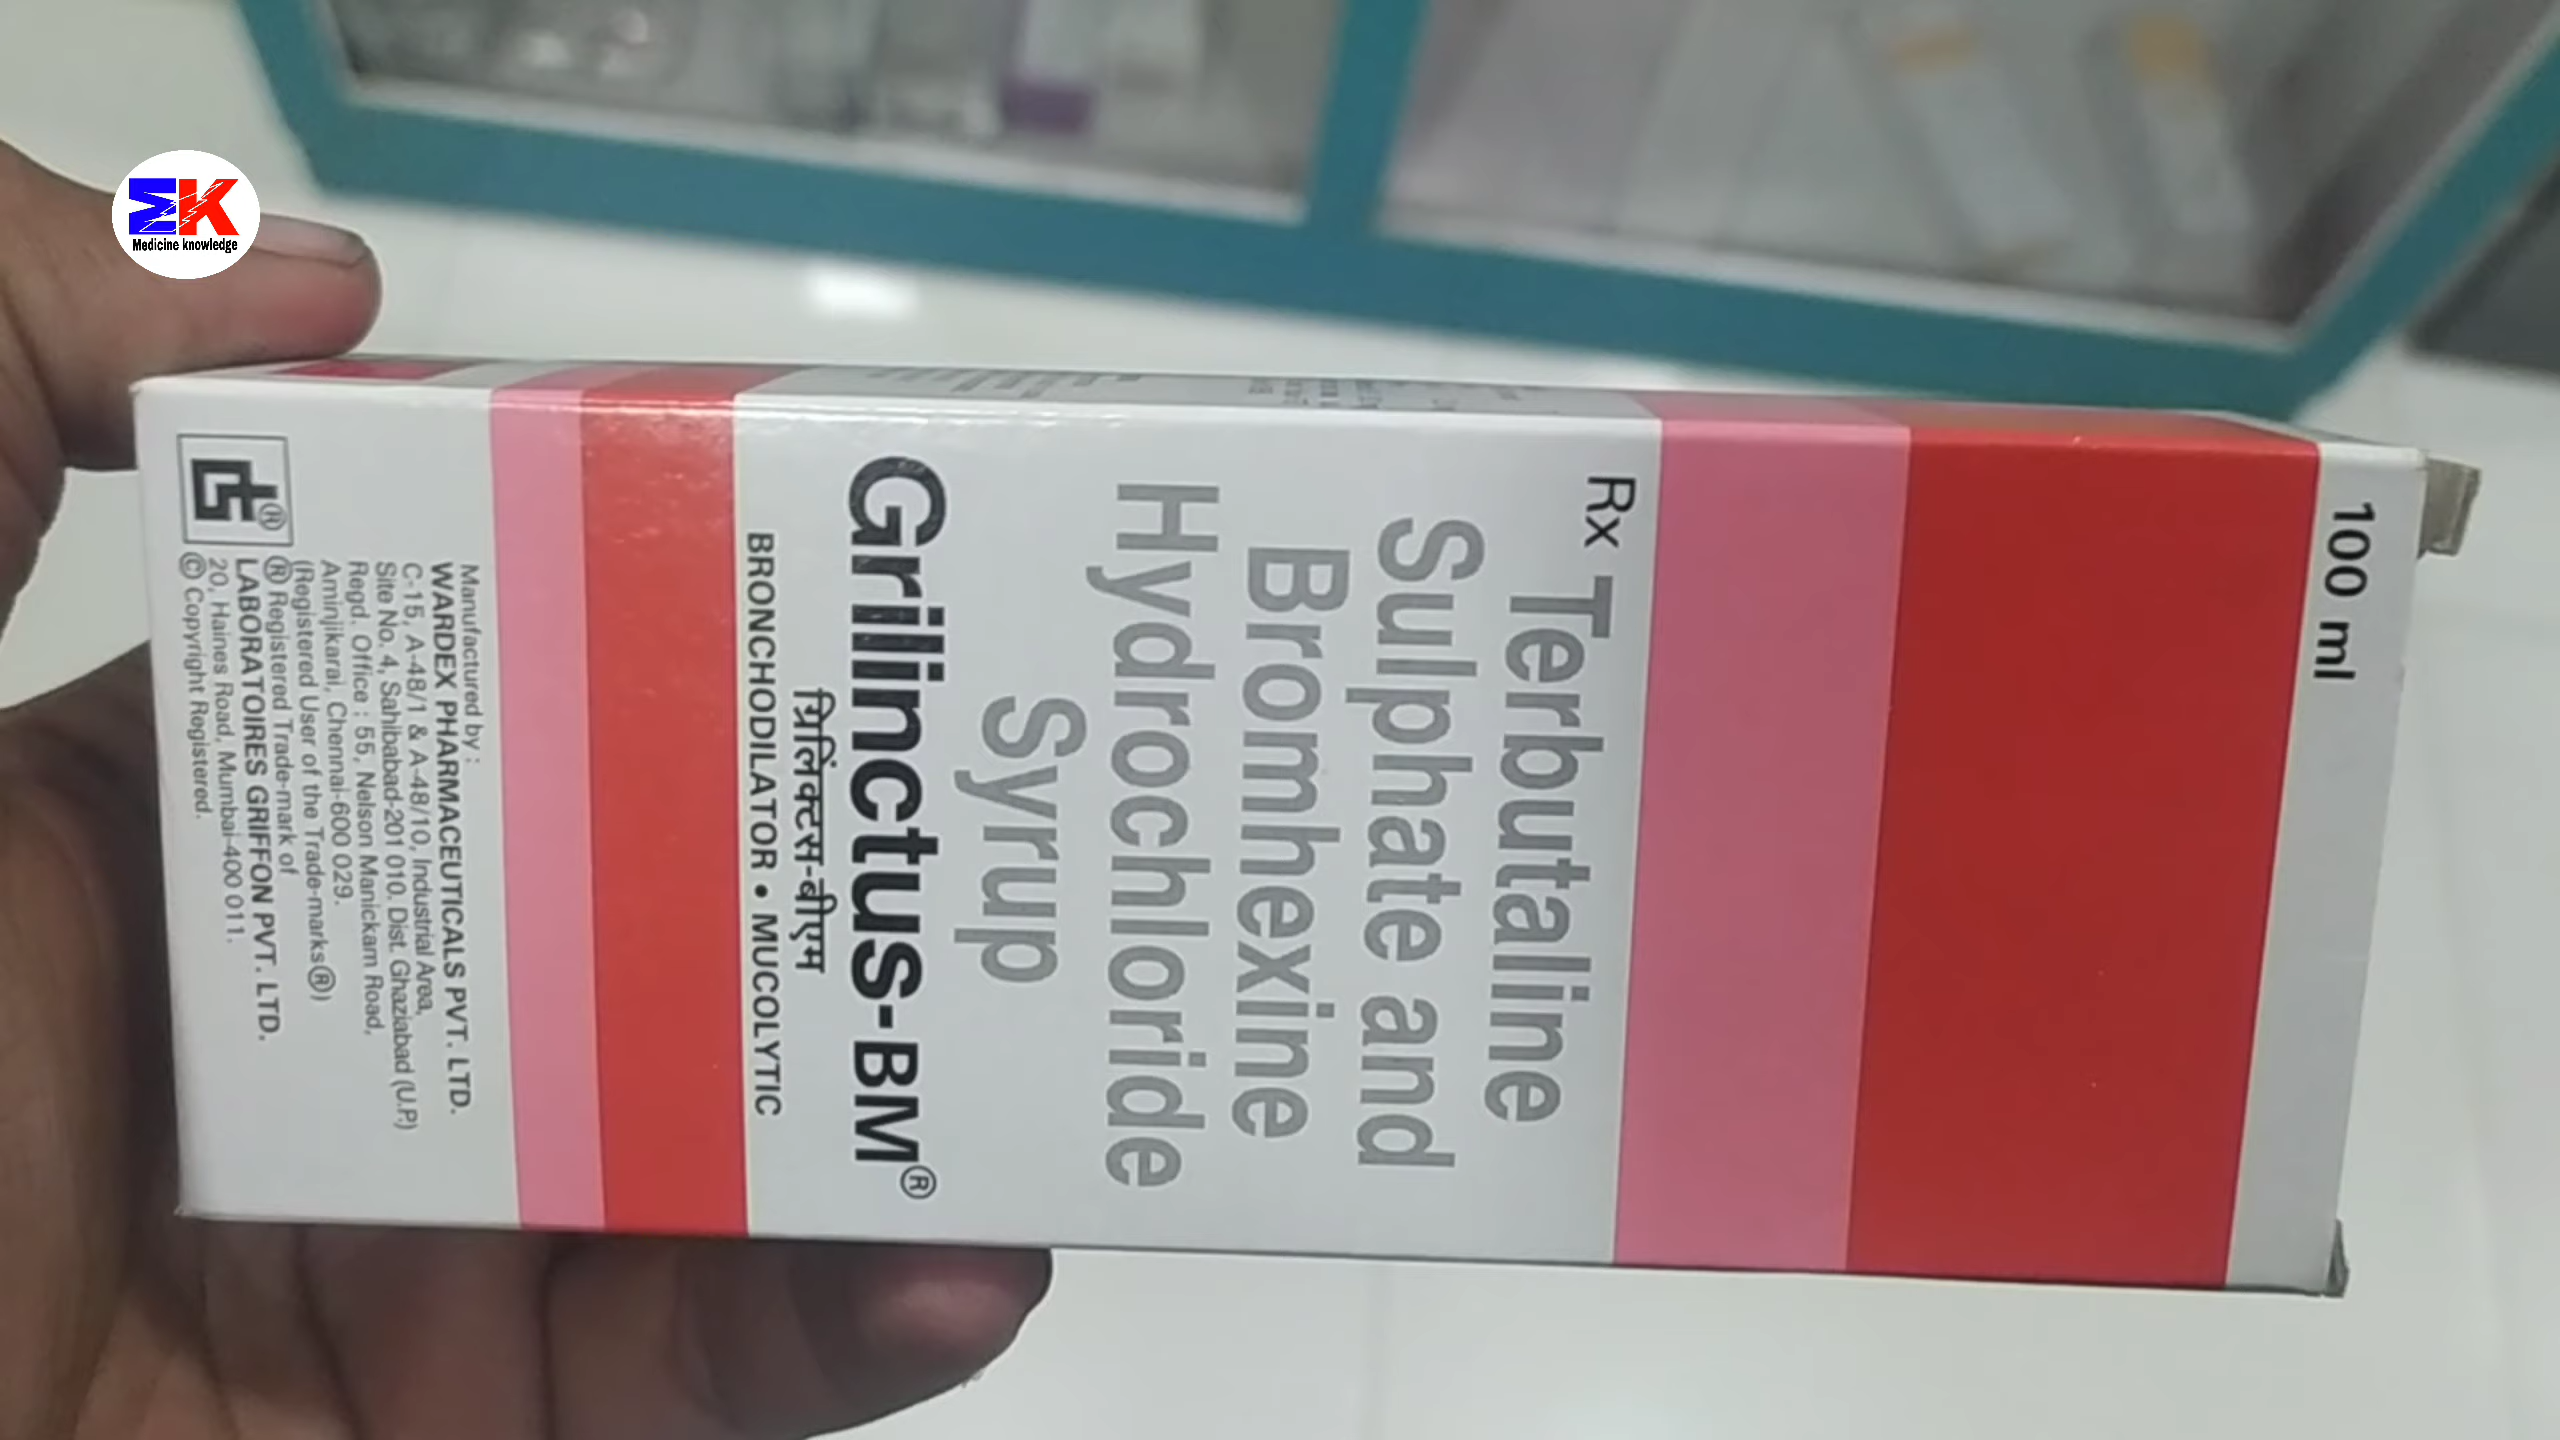 MK
Medicine knowledge
100 ml
Rx
Terbutaline
Sulphate and
Bromhexine
Hydrochloride
Syrup
Grilinctus-BM®
ग्रिलिंक्टस-बीएम
BRONCHODILATOR • MUCOLYTIC
Manufactured by :
WARDEX PHARMACEUTICALS PVT. LTD.
C-15, A-48/1 & A-48/10, Industrial Area,
Site No. 4, Sahibabad-201 010. Dist. Ghaziabad (U.P.)
Regd. Office : 55, Nelson Manickam Road,
Aminjikarai, Chennai-600 029.
(Registered User of the Trade-marks®)
® Registered Trade-mark of
LABORATOIRES GRIFFON PVT. LTD.
20, Haines Road, Mumbai-400 011.
© Copyright Registered.